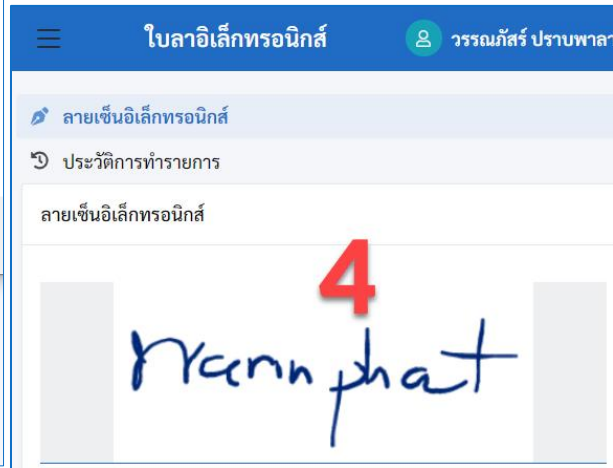 ใบลาอิเล็กทรอนิกส์ วรรณภัสร์ ปราบพาลา
ลายเซ็นอิเล็กทรอนิกส์
ประวัติการทำรายการ
ลายเซ็นอิเล็กทรอนิกส์
4